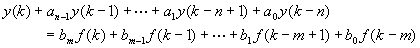 y(k) + a_{n-1}y(k-1) + ⋯ + a_1y(k-n+1) + a_0y(k-n)
= b_mf(k) + b_{m-1}f(k-1) + ⋯ + b_1f(k-m+1) + b_0f(k-m)